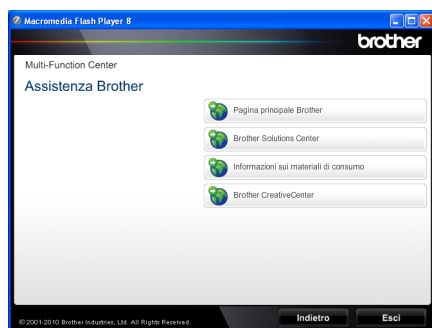 Macromedia Flash Player 8
brother
Multi-Function Center
Assistenza Brother
Pagina principale Brother
Brother Solutions Center
Informazioni sui materiali di consumo
Brother CreativeCenter
© 2001-2010 Brother Industries, Ltd. All Rights Reserved.
Indietro
Esci